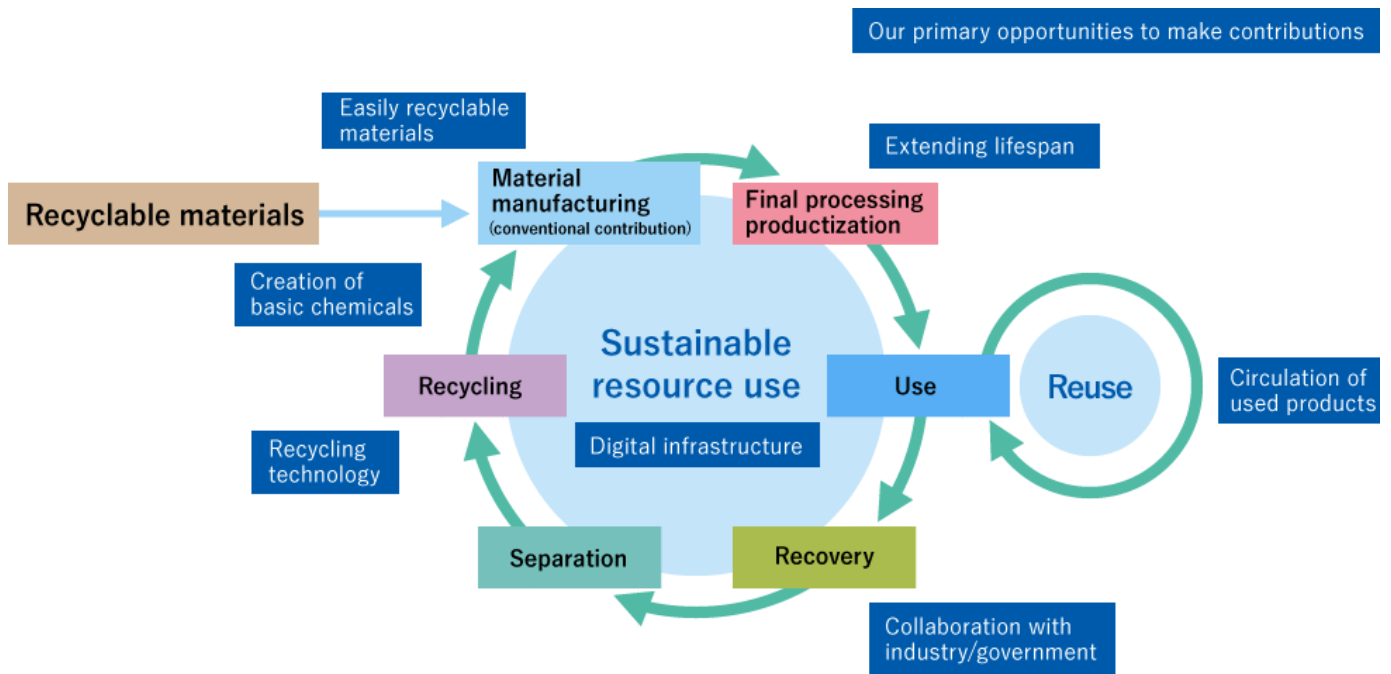 Our primary opportunities to make contributions
Easily recyclable
materials
Extending lifespan
Material
manufacturing
(conventional contribution)
Final processing
productization
Recyclable materials
Creation of
basic chemicals
Sustainable
resource use
Recycling
Use
Reuse
Circulation of
used products
Digital infrastructure
Recycling
technology
Separation
Recovery
Collaboration with
industry/government